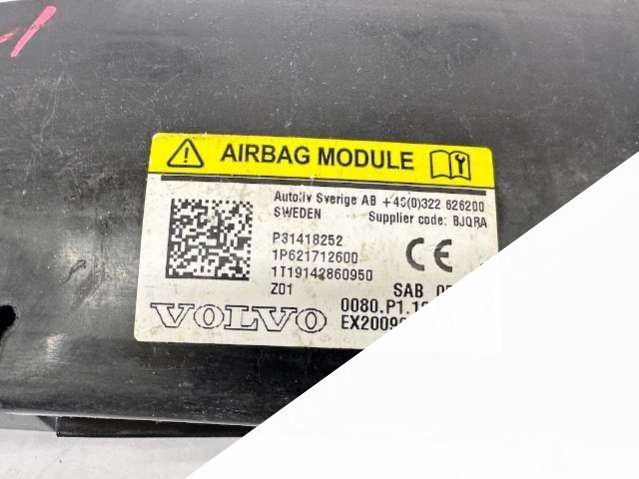 AIRBAG MODULE
Autoliv Sverige AB +46(0)322 626200
SWEDEN Supplier code: BJQRA
P31418252
1P621712600
1T19142860950
Z01 SAB
CE
VOLVO